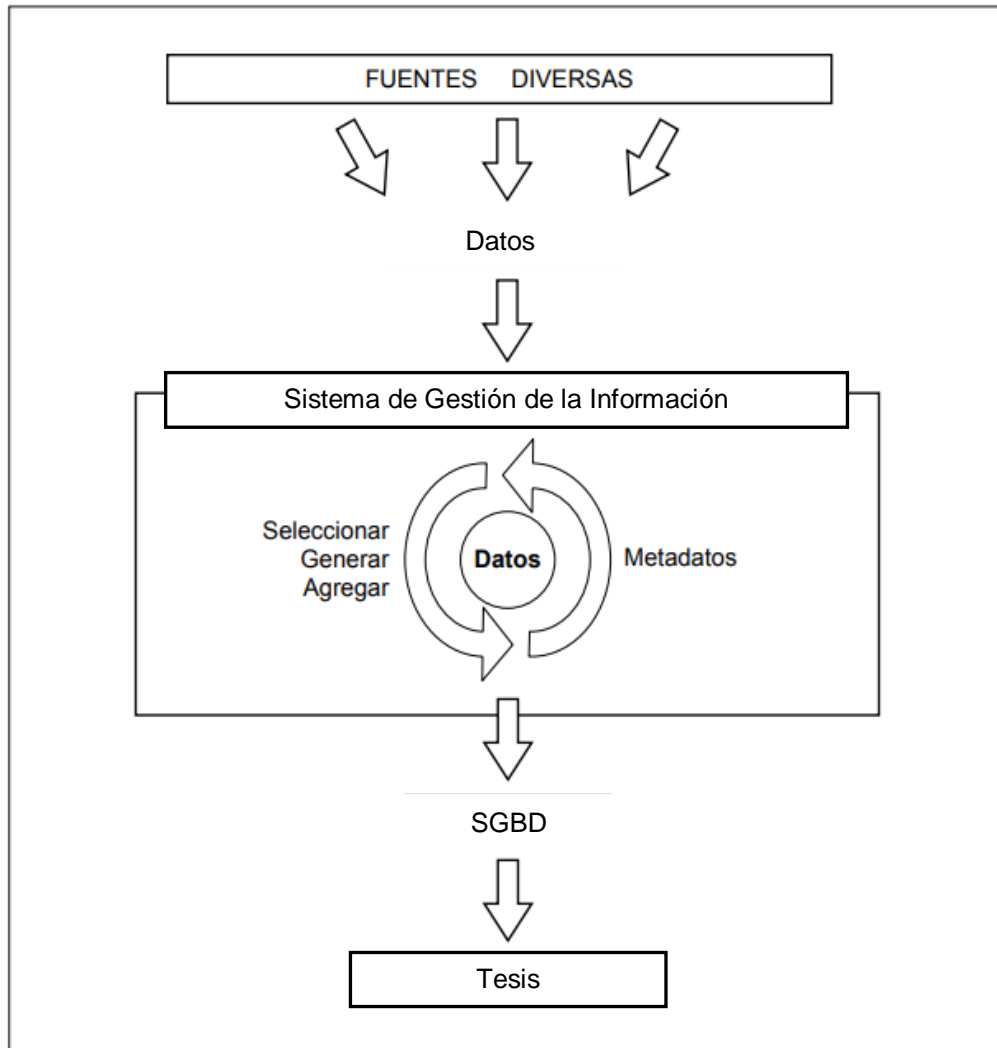 FUENTES DIVERSAS
Datos
Sistema de Gestión de la Información
Seleccionar
Generar
Agregar
Datos
Metadatos
SGBD
Tesis